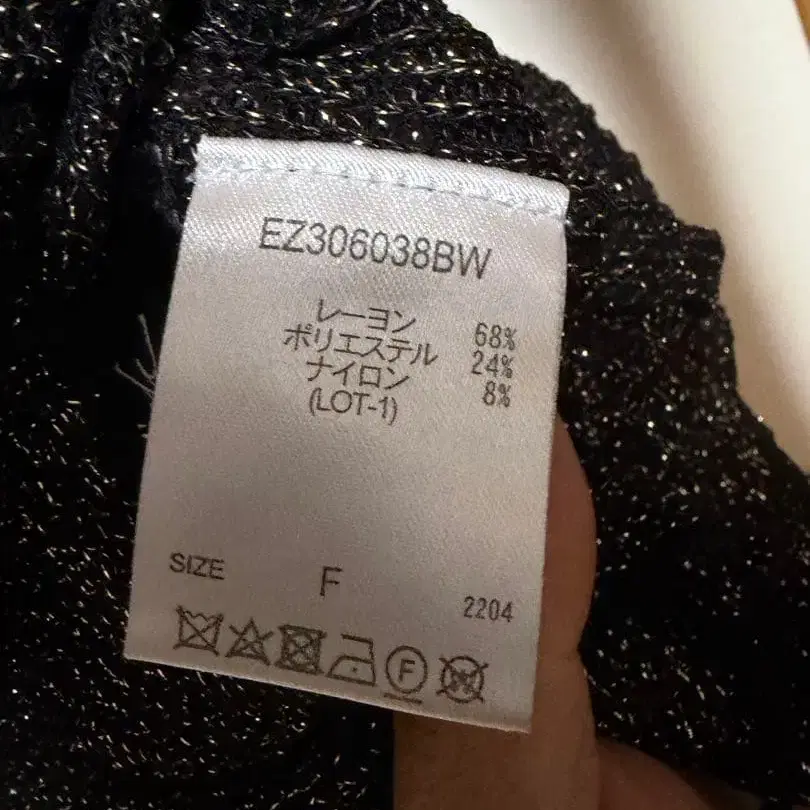 EZ306038BW
レーヨン 68%
ポリエステル 24%
ナイロン 8%
(LOT-1)
SIZE F
2204
F
W